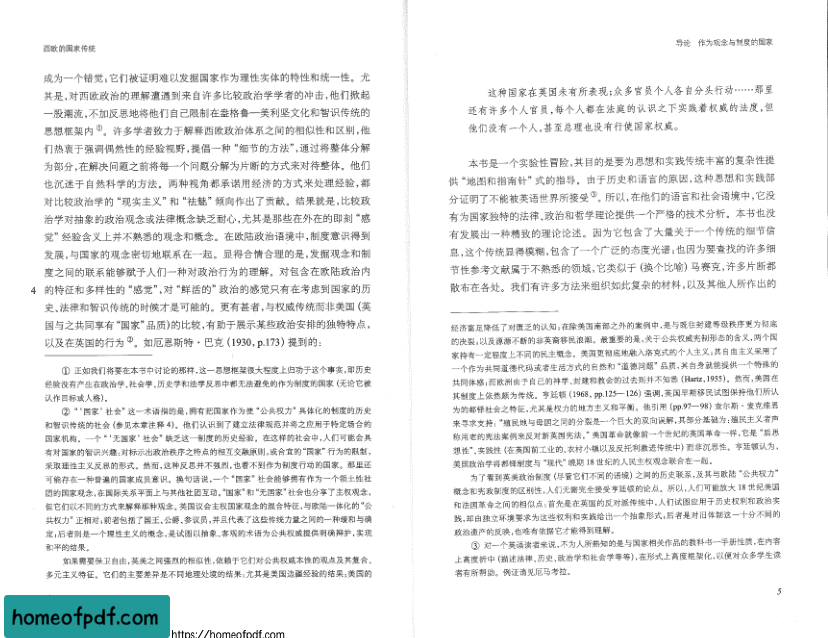 西欧的国家传统
成为一个错觉;它们被证明难以发掘国家作为理性实体的特性和统一性。尤
其是,对西欧政治的理解遭遇到来自许多比较政治学学者的冲击,他们掀起
一股潮流,不加反思地将他们自己限制在盎格鲁—美利坚文化和智识传统的
思想框架内①。许多学者致力于解释西欧政治体系之间的相似性和区别,他
们热衷于强调偶然性的经验视野,提倡一种“细节的方法”,通过将整体分解
为部分,在解决问题之前将每一个问题分解为片断的方式来对待整体。他们
也沉迷于自然科学的方法。两种视角都承诺用经济的方式来处理经验,都
对比较政治学的“现实主义”和“祛魅”倾向作出了贡献。结果就是,比较政
治学对抽象的政治观念或法律概念缺乏耐心,尤其是那些在外在的即刻“感
觉”经验含义上并不熟悉的观念和概念。在欧陆政治语境中,制度意识得到
发展,与国家的观念密切地联系在一起。显得合情合理的是,发掘观念和制
度之间的联系能够赋予人们一种对政治行为的理解。对包含在欧陆政治内
4 的特征和多样性的“感觉”,对“鲜活的”政治的感觉只有在考虑到国家的历
史、法律和智识传统的时候才是可能的。更有甚者,与权威传统而非美国(英
国与之共同享有“国家”品质)的比较,有助于展示某些政治安排的独特特点,
以及在英国的行为②。如厄恩斯特·巴克(1930,p.173)提到的:
① 正如我们将要在本书中讨论的那样,这一思想框架很大程度上归功于这个事实,即历史
经验没有产生在政治学、社会学、历史学和法学反思中都无法避免的作为制度的国家(无论它被
认作目标或人格)。
② “‘国家’社会”这一术语指的是,拥有把国家作为使“公共权力”具体化的制度的历史
和智识传统的社会(参见本章注释4)。他们认识到了建立法律规范并将之应用于特定场合的
国家机构。一个“‘无国家’社会”缺乏这一制度的历史经验。在这样的社会中,人们可能会具
有对国家的智识兴趣;对标示出政治秩序之特点的相互交融原则,或合宜的“国家”行为的限制,
采取理性主义反思的形式。然而,这种反思并不强烈,也看不到作为制度行动的国家。那里还
可能存在一种普遍的国家成员意识。换句话说,一个“国家”社会能够拥有作为一个领土性社
团的国家观念,在国际关系平面上与其他社团互动。“国家”和“无国家”社会也分享了主权观念,
但它们以不同的方式来解释那种观念。英国议会主权国家观念的混合特征,与欧陆一体化的“公
共权力”正相对;前者包括了国王、公爵、参议员,并且代表了这些传统力量之间的一种缓和与确
定;后者则是一个理性主义的概念,是试图以抽象、客观的术语为公共权威提供明确辩护,实现
和平的结果。
如果需要保卫自由,英美之间强烈的相似性,依赖于它们对公共权威本性的观点及其复合、
多元主义特征。它们的主要差异是不同地理处境的结果;尤其是美国边疆经验的结果;美国的
导论 作为观念与制度的国家
这种国家在英国未有所表现;众多官员个人各自分头行动……那里
还有许多个人官员,每个人都在法庭的认识之下实践着权威的法度,但
他们没有一个人,甚至总理也没有行使国家权威。
本书是一个实验性冒险,其目的是要为思想和实践传统丰富的复杂性提
供“地图和指南针”式的指导。由于历史和语言的原因,这种思想和实践部
分证明了不能被英语世界所接受③。所以,在他们的语言和社会语境中,它没
有为国家独特的法律、政治和哲学理论提供一个严格的技术分析。本书也没
有发展出一种精致的理论论述。因为它包含了大量关于一个传统的细节信
息,这个传统显得模糊,包含了一个广泛的态度光谱;也因为要查找的许多细
节性参考文献属于不熟悉的领域,它类似于(换个比喻)马赛克,许多片断都
散布在各处。我们有许多方法来组织如此复杂的材料,以及其他人所作出的
经济富足降低了对匮乏的认知;在除美国南部之外的案例中,是与既往封建等级秩序更为彻底
的决裂;以及源源不断的非英裔移民浪潮。最重要的是,关于公共权威宪制形态的含义,两个国
家持有一定程度上不同的民主概念。美国更彻底地融入洛克式的个人主义;其自由主义采用了
一个作为共同道德代码或者生活方式的自然和“道德问题”品质,其自身就能提供一个特殊的
共同体感;而欧洲由于自己的神学、封建和教会的过去则并不知悉(Hartz,1955)。然而,美国在
其制度上依然颇为传统。亨廷顿(1968,pp.125—126)强调,英国早期移民试图保持他们所认
为的都铎社会之特征,尤其是权力的地方主义和平衡。他引用(pp.97—98)查尔斯·麦克维恩
来寻求支持:“殖民地与母国之间的分裂是一个巨大的双向误解,其部分基础为:殖民主义者声
称用老的宪法案例来反对新英国宪法。”美国革命就像前一个世纪的英国革命一样,它是“后思
想性”、实践性(在英国前工业的、农村小镇以及反托利激进传统中)而非沉思性。亨廷顿认为,
美国政治学将都铎制度与“现代”晚期18世纪的人民主权观念联合在一起。
为了看到英美政治制度(尽管它们不同的语境)之间的历史联系,及其与欧陆“公共权力”
概念和宪政制度的区别性,人们无需完全接受亨廷顿的论点。所以,人们可能放大18世纪美国
和法国革命之间的相似点:首先是在英国的反对派传统中,人们试图应用于历史权利和政治实
践,却由独立环境要求为这些权利和实践给出一个抽象形式;后者是对旧体制这一十分不同的
政治遗产的反映,也唯有依据它才能得到理解。
③ 对一个英语读者来说,不为人所熟知的是与国家相关作品的教科书—手册性质,在内容
上高度折中(描述法律、历史、政治学和社会学等等),在形式上高度框架化,以便对众多学生读
者有所帮助。例证请见厄马考拉。
5
homeofpdf.com
https://homeofpdf.com